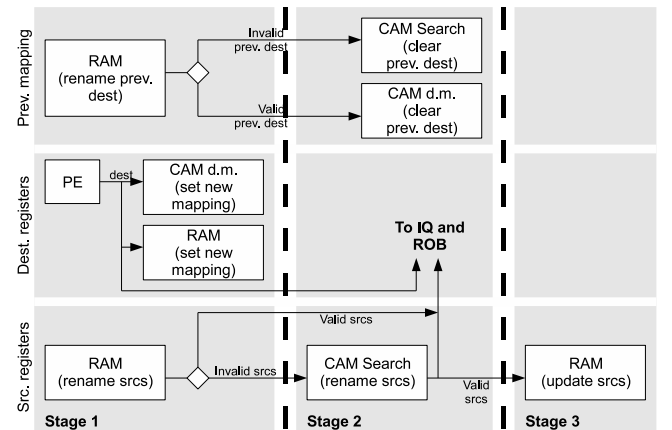 Prev. mapping
RAM
(rename prev.
dest)
Invalid
prev. dest
Valid
prev. dest
CAM Search
(clear
prev. dest)
CAM d.m.
(clear
prev. dest)
Dest. registers
PE
dest
CAM d.m.
(set new
mapping)
RAM
(set new
mapping)
To IQ and
ROB
Src. registers
RAM
(rename srcs)
Valid srcs
Invalid srcs
CAM Search
(rename srcs)
Valid
srcs
RAM
(update srcs)
Stage 1
Stage 2
Stage 3